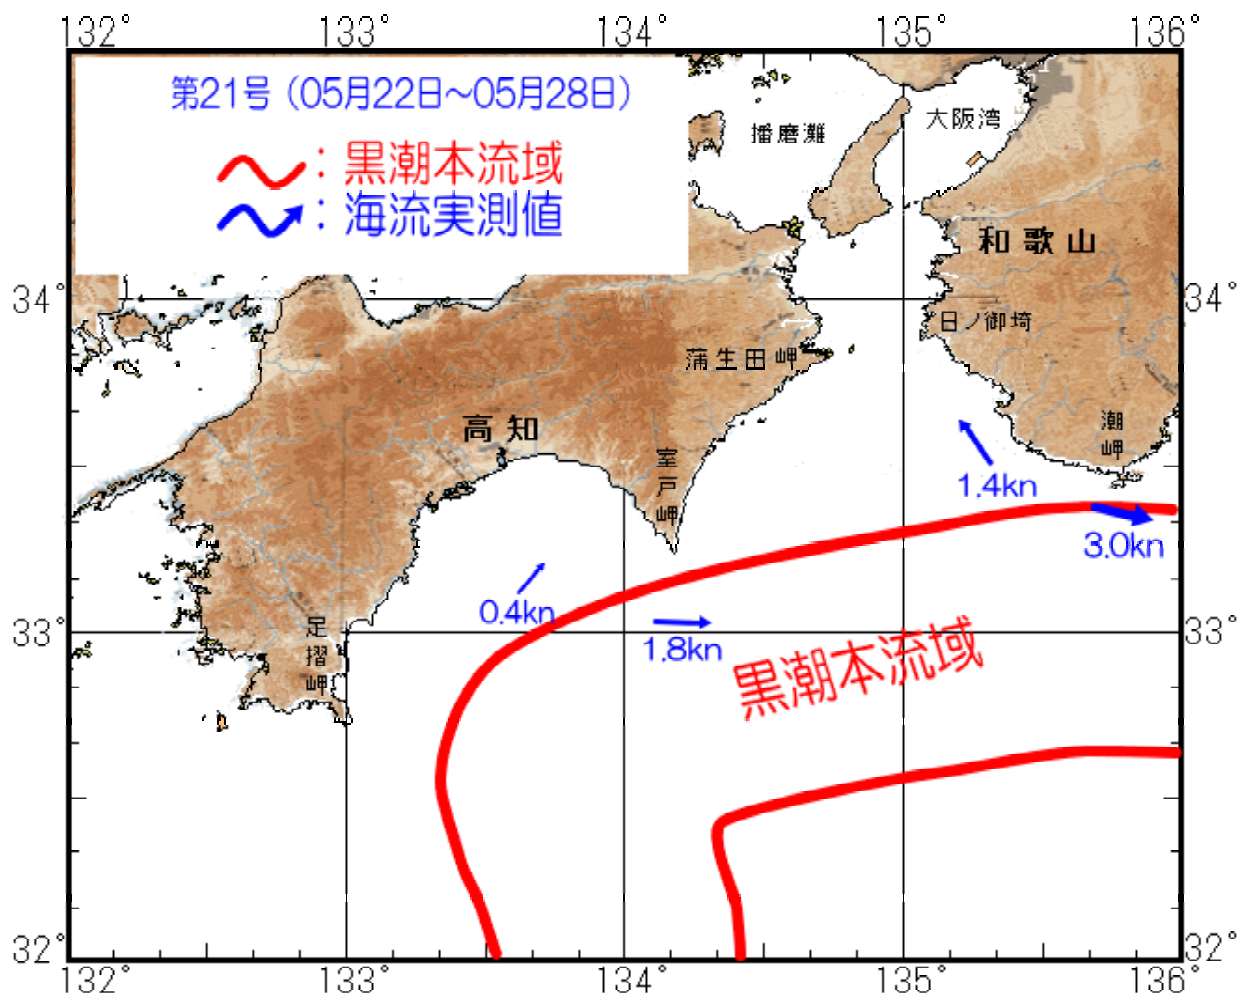 132° 133° 134° 135° 136°
第21号（05月22日～05月28日）
：黒潮本流域
：海流実測値
播磨灘
大阪湾
和歌山
34° 34°
日ノ御埼
蒲生田岬
高知
潮岬
室戸岬
1.4kn
3.0kn
0.4kn
33° 33°
足摺岬
1.8kn
黒潮本流域
32° 32°
132° 133° 134° 135° 136°